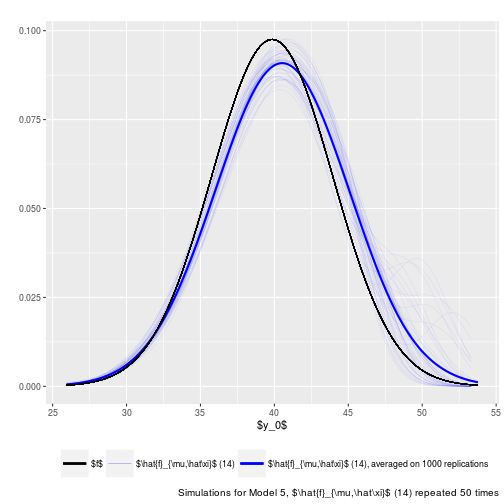 0.100
0.075
0.050
0.025
0.000
25 30 35 40 45 50 55
$y_0$
$f$ $\hat{f}_{\mu,\hat\xi}$ (14) $\hat{f}_{\mu,\hat\xi}$ (14), averaged on 1000 replications
Simulations for Model 5, $\hat{f}_{\mu,\hat\xi}$ (14) repeated 50 times